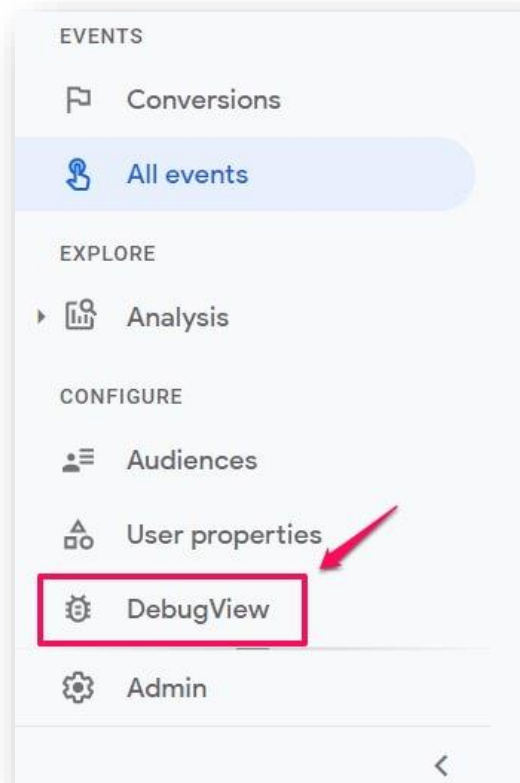 EVENTS
Conversions
All events
EXPLORE
Analysis
CONFIGURE
Audiences
User properties
DebugView
Admin